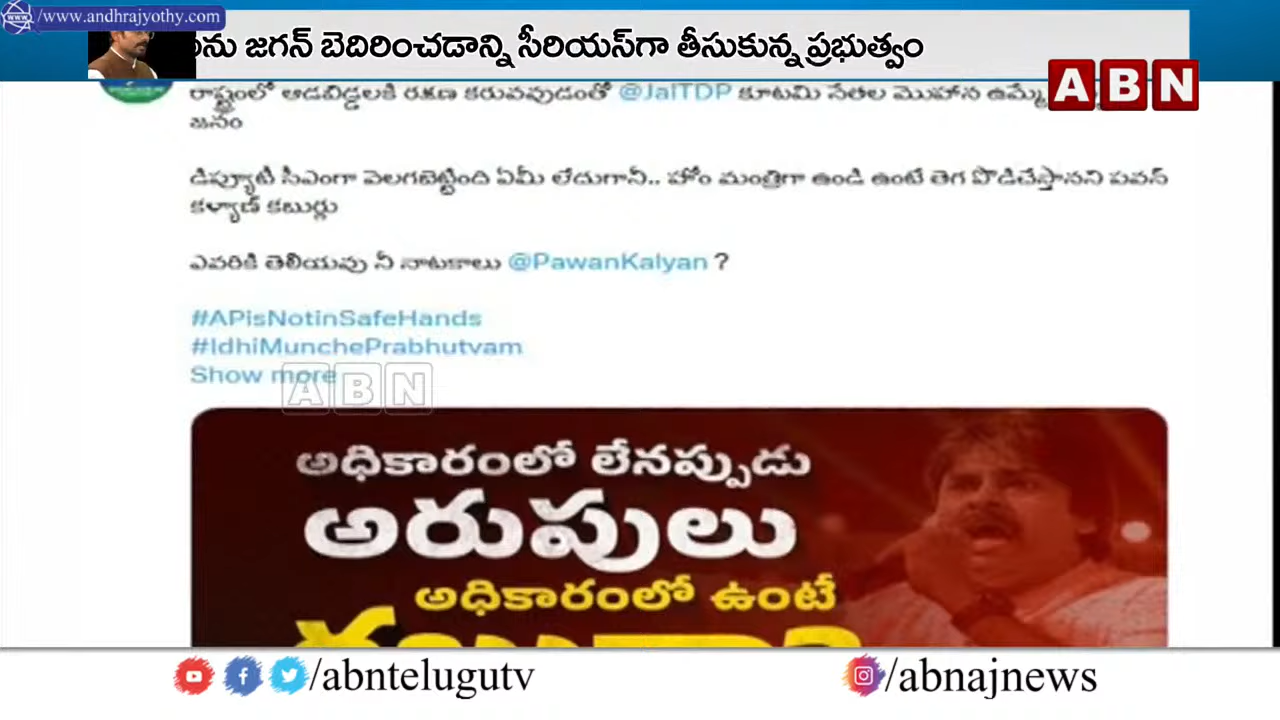 /www.andhrajyothy.com
ను జగన్ బెదిరించడాన్ని సీరియస్‌గా తీసుకున్న ప్రభుత్వం
ABN
రాష్ట్రంలో ఆడబిడ్డలకి రక్షణ కరువవుడంతో @JaiTDP కూటమి నేతల మొహాన ఉమ్మే
జనం
డిప్యూటీ సీఎంగా వెలగబెట్టింది ఏమీ లేదుగానీ.. హోం మంత్రిగా ఉండి ఉంటే తెగ పొడిచేస్తానని పవన్
కళ్యాణ్ కబుర్లు
ఎవరికి తెలియవు నీ నాటకాలు @PawanKalyan ?
#APisNotinSafeHands
#IdhiMunchePrabhutvam
Show more
ABN
అధికారంలో లేనప్పుడు
అరుపులు
అధికారంలో ఉంటే
/abntelugutv
/abnajnews